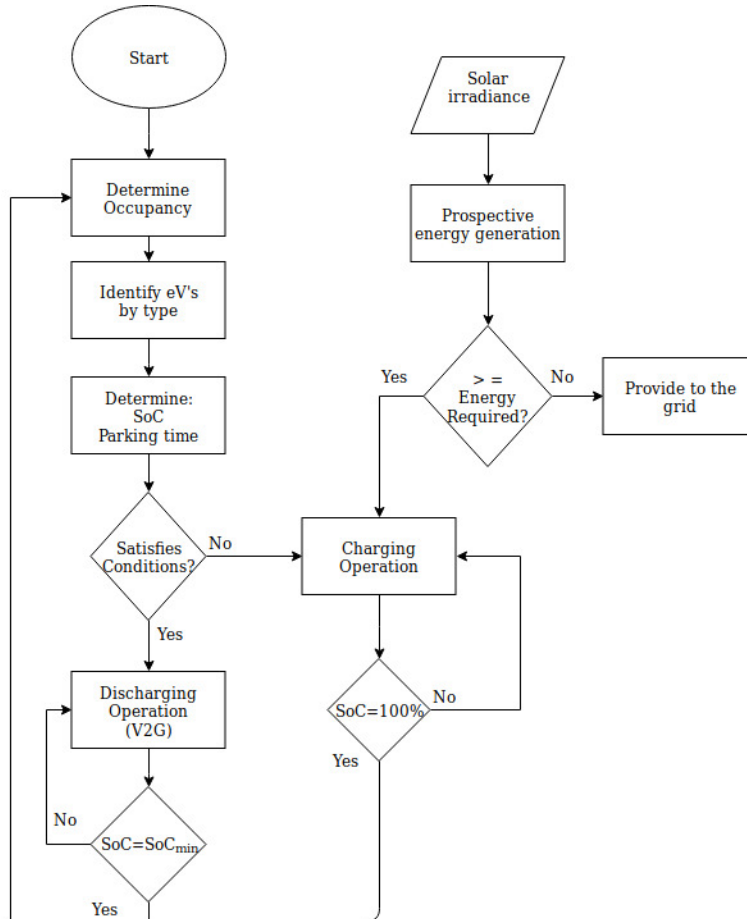 Start
Solar
irradiance
Determine
Occupancy
Prospective
energy generation
Identify eV's
by type
Yes
> =
Energy
Required?
No
Provide to the
grid
Determine:
SoC
Parking time
Satisfies
Conditions?
No
Charging
Operation
Yes
Discharging
Operation
(V2G)
SoC=100%
No
Yes
No
SoC=SoCmin
Yes